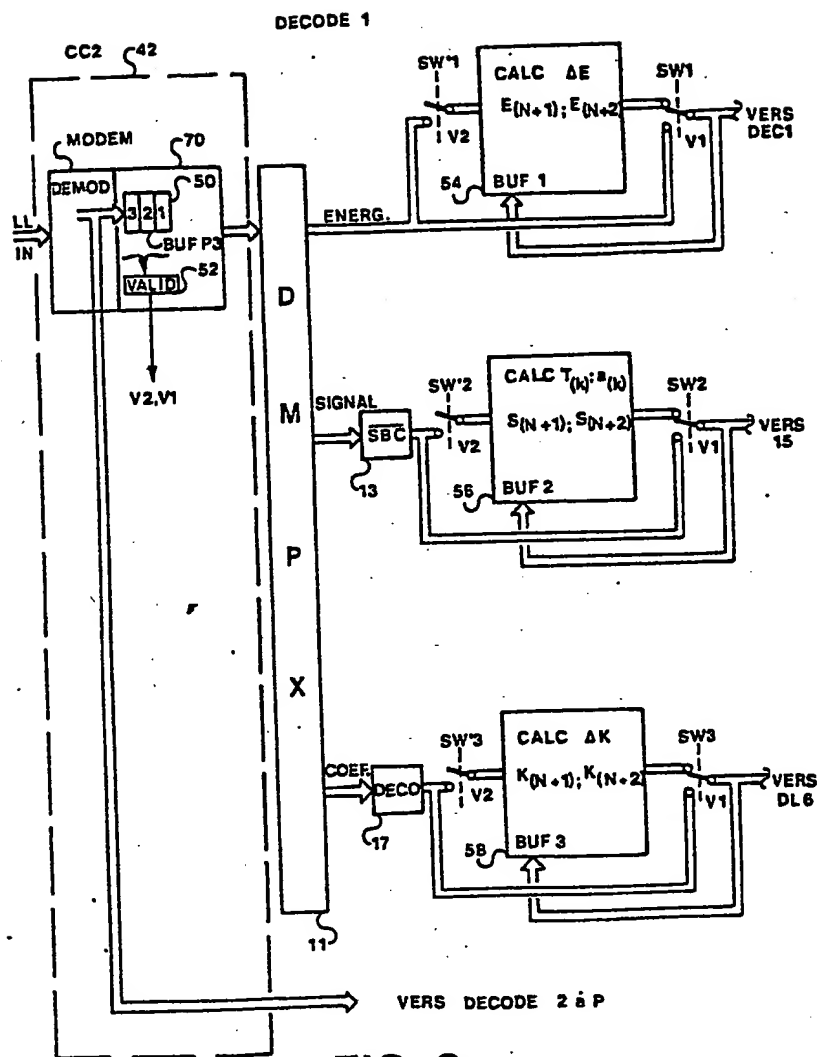 DECODE 1
CC2 42
MODEM 70
DEMOD
3 2 1
50
BUF P3
VALID
52
V2,V1
LL
IN
D
M
P
X
11
ENERG.
SW'1
V2
CALC ΔE
E(N+1); E(N+2)
54
BUF 1
SW1
V1
VERS
DEC1
SIGNAL
SBC
13
SW'2
V2
CALC T(k); a(k)
S(N+1); S(N+2)
56
BUF 2
SW2
V1
VERS
15
COEF.
DECO
17
SW'3
V2
CALC ΔK
K(N+1); K(N+2)
58
BUF 3
SW3
V1
VERS
DL6
VERS DECODE 2 à P